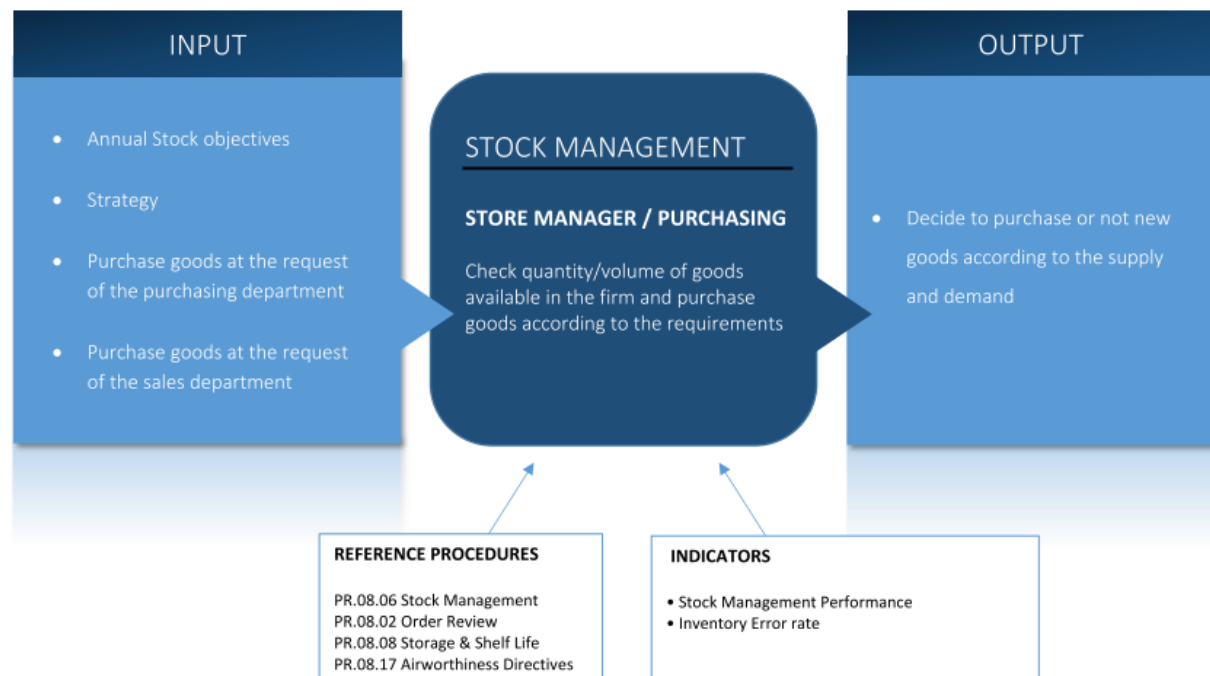 INPUT
• Annual Stock objectives
• Strategy
• Purchase goods at the request
of the purchasing department
• Purchase goods at the request
of the sales department
STOCK MANAGEMENT
STORE MANAGER / PURCHASING
Check quantity/volume of goods
available in the firm and purchase
goods according to the requirements
OUTPUT
• Decide to purchase or not new
goods according to the supply
and demand
REFERENCE PROCEDURES
PR.08.06 Stock Management
PR.08.02 Order Review
PR.08.08 Storage & Shelf Life
PR.08.17 Airworthiness Directives
INDICATORS
• Stock Management Performance
• Inventory Error rate